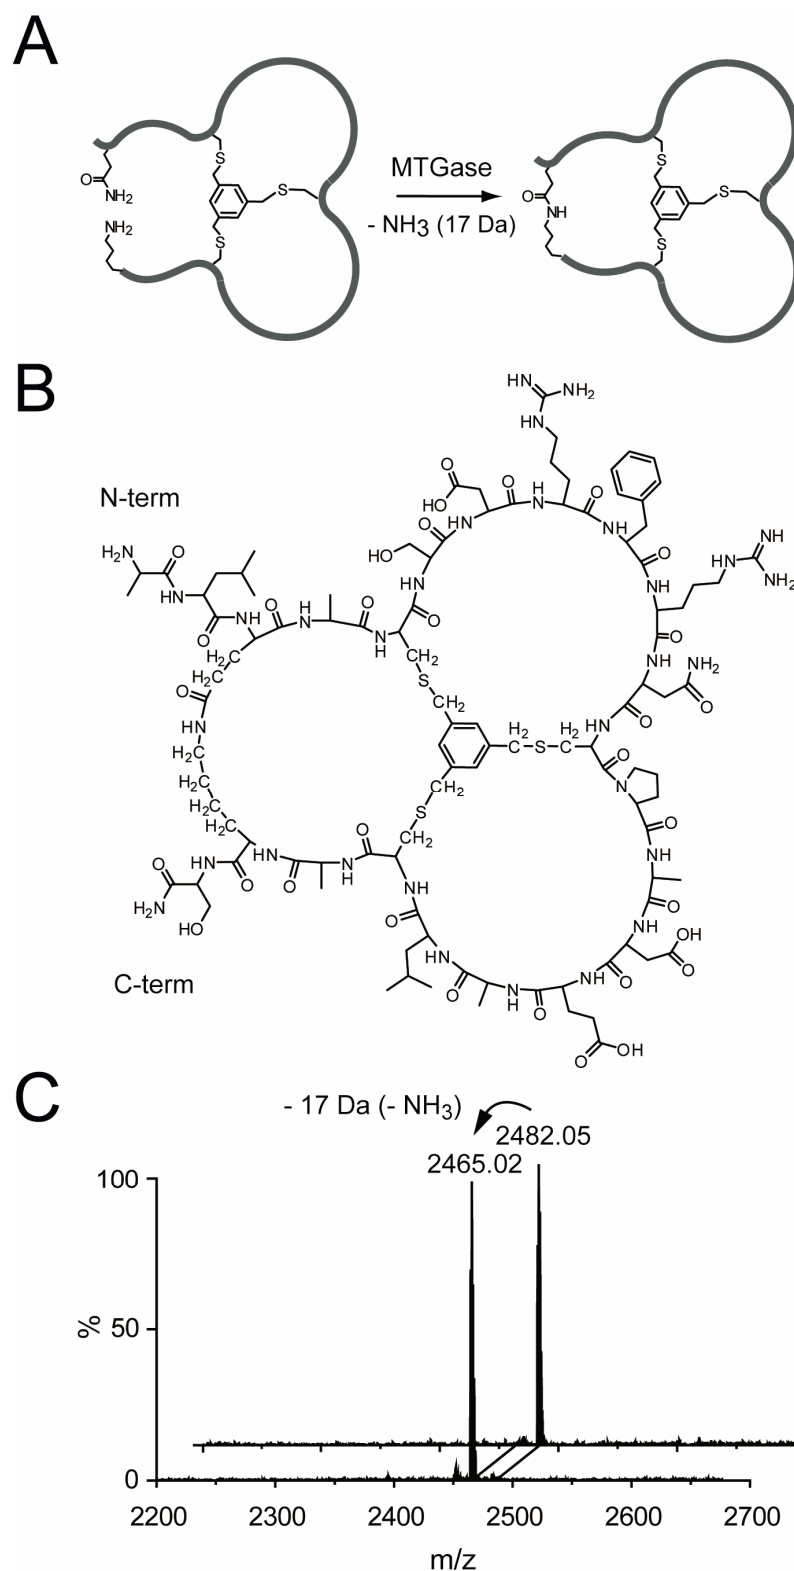 A
S
O
NH2
NH2
S
S
MTGase
- NH3 (17 Da)
S
O
NH
S
S
B
N-term
C-term
HN
NH2
HN
O
HO
O
H
N
O
HN
NH
O
HN
NH
NH2
O
HN
HO
NH
NH
O
O
NH
NH2
O
O
HN
H2N
O
HN
O
NH
O
H
N
O
N
H
CH2
S
CH2
H2
C
S
H2
C
O
N
O
NH
O
HN
OH
O
O
NH
O
OH
O
N
H
O
HN
O
NH
CH2
S
CH2
O
N
H
O
HN
O
HN
O
H2N
HO
H2C
H2C
O
HN
H2C
H2C
H2C
H2C
C
- 17 Da (- NH3)
2482.05
2465.02
100
50
0
%
2200 2300 2400 2500 2600 2700
m/z